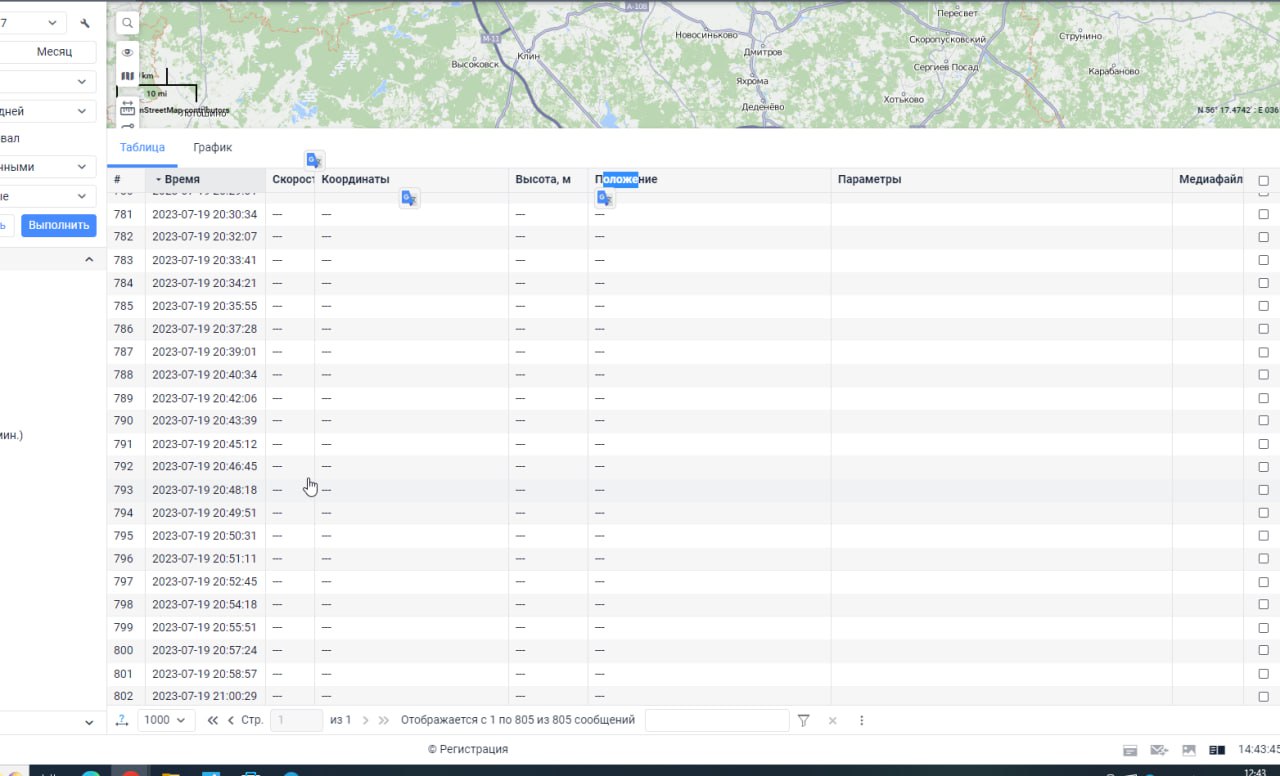 7
Месяц
дней
вал
нными
ые
ь Выполнить
мин.)
А-108
М-11
Пересвет
Новосиньково
Скоропусковский
Струнино
Клин
Дмитров
Высоковск
Сергиев Посад
Карабаново
Яхрома
Хотьково
Деденёво
km
10 mi
nStreetMap contributors
Лотошино
N 56° 17.4742' : E 036
Таблица График
# Время Скорост Координаты Высота, м Положение Параметры Медиафайл
781 2023-07-19 20:30:34 --- --- --- ---
782 2023-07-19 20:32:07 --- --- --- ---
783 2023-07-19 20:33:41 --- --- --- ---
784 2023-07-19 20:34:21 --- --- --- ---
785 2023-07-19 20:35:55 --- --- --- ---
786 2023-07-19 20:37:28 --- --- --- ---
787 2023-07-19 20:39:01 --- --- --- ---
788 2023-07-19 20:40:34 --- --- --- ---
789 2023-07-19 20:42:06 --- --- --- ---
790 2023-07-19 20:43:39 --- --- --- ---
791 2023-07-19 20:45:12 --- --- --- ---
792 2023-07-19 20:46:45 --- --- --- ---
793 2023-07-19 20:48:18 --- --- --- ---
794 2023-07-19 20:49:51 --- --- --- ---
795 2023-07-19 20:50:31 --- --- --- ---
796 2023-07-19 20:51:11 --- --- --- ---
797 2023-07-19 20:52:45 --- --- --- ---
798 2023-07-19 20:54:18 --- --- --- ---
799 2023-07-19 20:55:51 --- --- --- ---
800 2023-07-19 20:57:24 --- --- --- ---
801 2023-07-19 20:58:57 --- --- --- ---
802 2023-07-19 21:00:29 --- --- --- ---
1000 Стр. 1 из 1 Отображается с 1 по 805 из 805 сообщений
© Регистрация
14:43:45
12:43